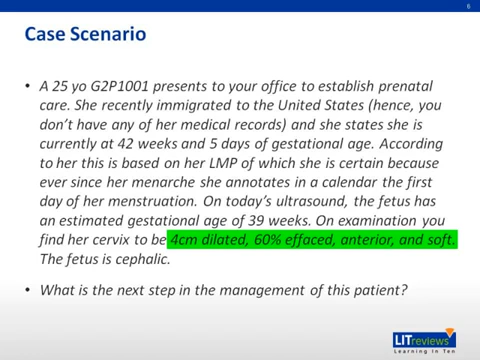 6
Case Scenario
• A 25 yo G2P1001 presents to your office to establish prenatal
care. She recently immigrated to the United States (hence, you
don't have any of her medical records) and she states she is
currently at 42 weeks and 5 days of gestational age. According
to her this is based on her LMP of which she is certain because
ever since her menarche she annotates in a calendar the first
day of her menstruation. On today's ultrasound, the fetus has
an estimated gestational age of 39 weeks. On examination you
find her cervix to be 4cm dilated, 60% effaced, anterior, and soft.
The fetus is cephalic.
• What is the next step in the management of this patient?
LITreviews
Learning In Ten